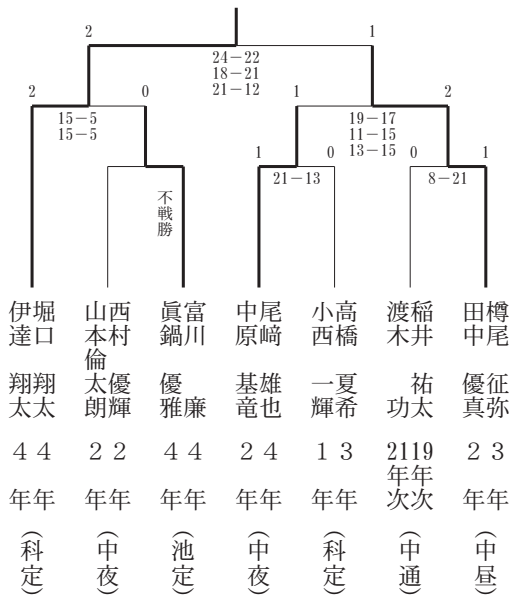 2 1
24-22
18-21
21-12
2 0 1 2
15-5
15-5
19-17
11-15
13-15
1 0 0 1
21-13
8-21
不戦勝
堀口 翔太 4年
伊達 翔太 4年
(科定)
西村 優輝 2年
山本倫太朗 2年
(中夜)
富川 廉 4年
眞鍋 優雅 4年
(池定)
尾﨑 雄也 4年
中原 基竜 2年
(中夜)
高橋 夏希 3年
小西 一輝 1年
(科定)
稲井 祐太 19年次
渡木 功 21年次
(中通)
樽尾 征弥 3年
田中 優真 2年
(中昼)